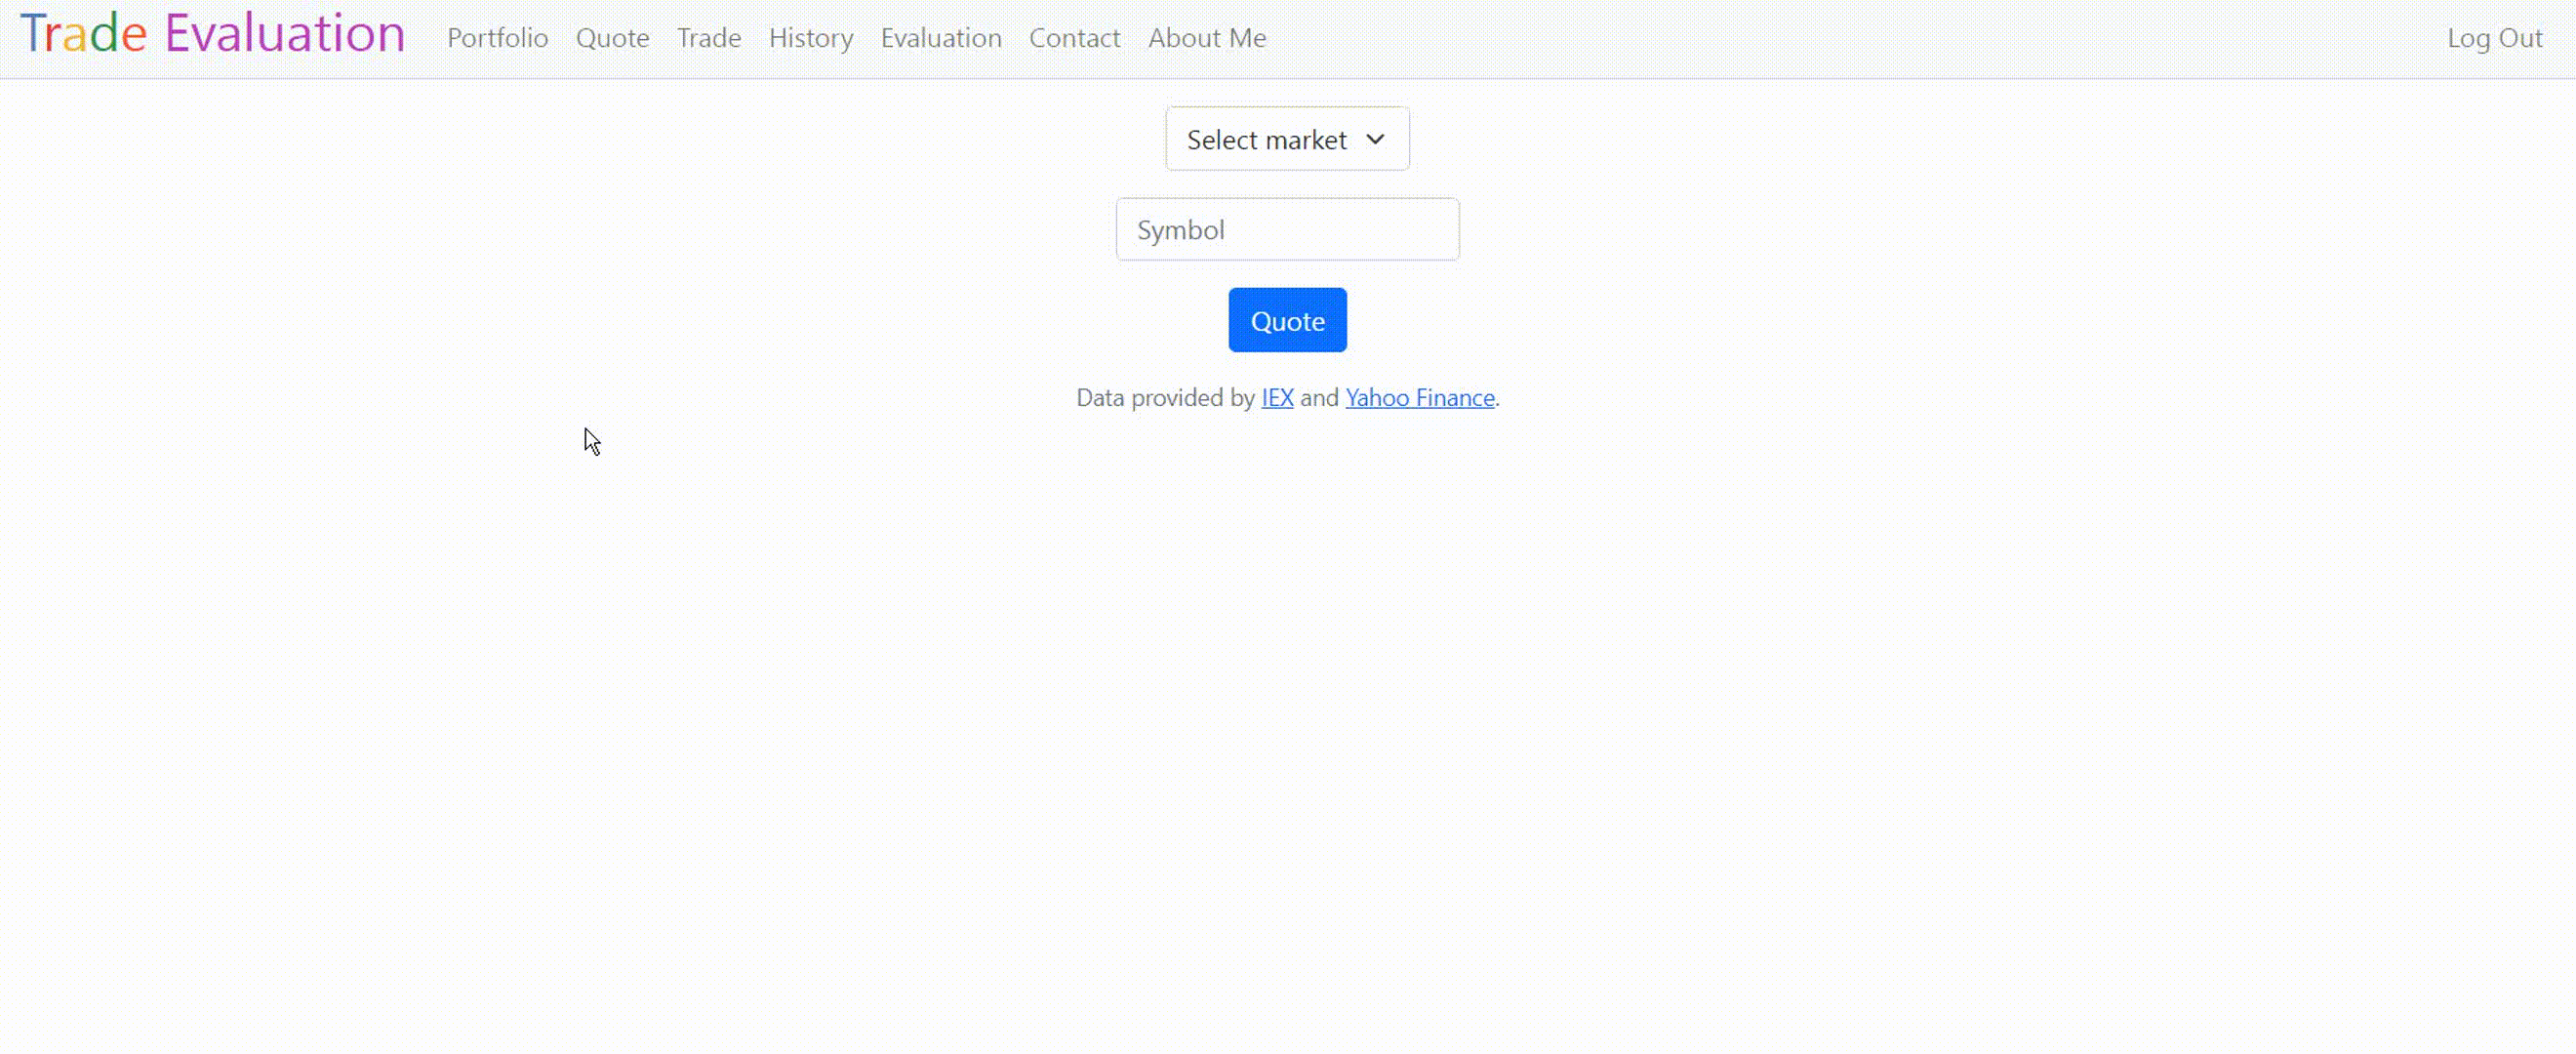 Trade Evaluation Portfolio Quote Trade History Evaluation Contact About Me Log Out
Select market
Symbol
Quote
Data provided by IEX and Yahoo Finance.